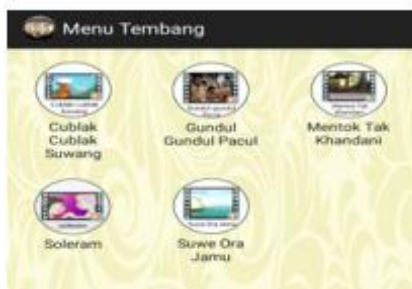 Menu Tembang
Cublak
Cublak
Suwang
Gundul
Gundul Pacul
Mentok Tak
Khandani
Soleram
Suwe Ora
Jamu